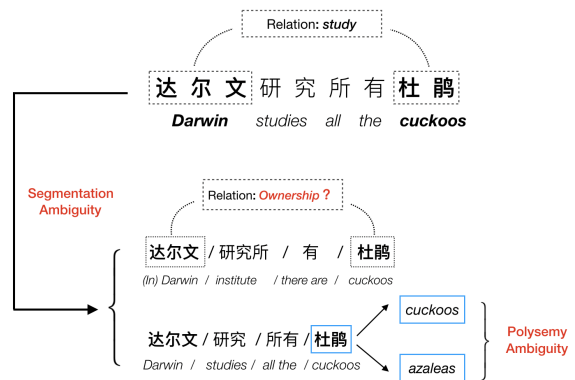 Relation: study
达 尔 文 研 究 所 有 杜 鹃
Darwin studies all the cuckoos
Segmentation
Ambiguity
Relation: Ownership ?
达尔文 / 研究所 / 有 / 杜鹃
(In) Darwin / institute / there are / cuckoos
达尔文 / 研究 / 所有 / 杜鹃
Darwin / studies / all the / cuckoos
cuckoos
azaleas
Polysemy
Ambiguity